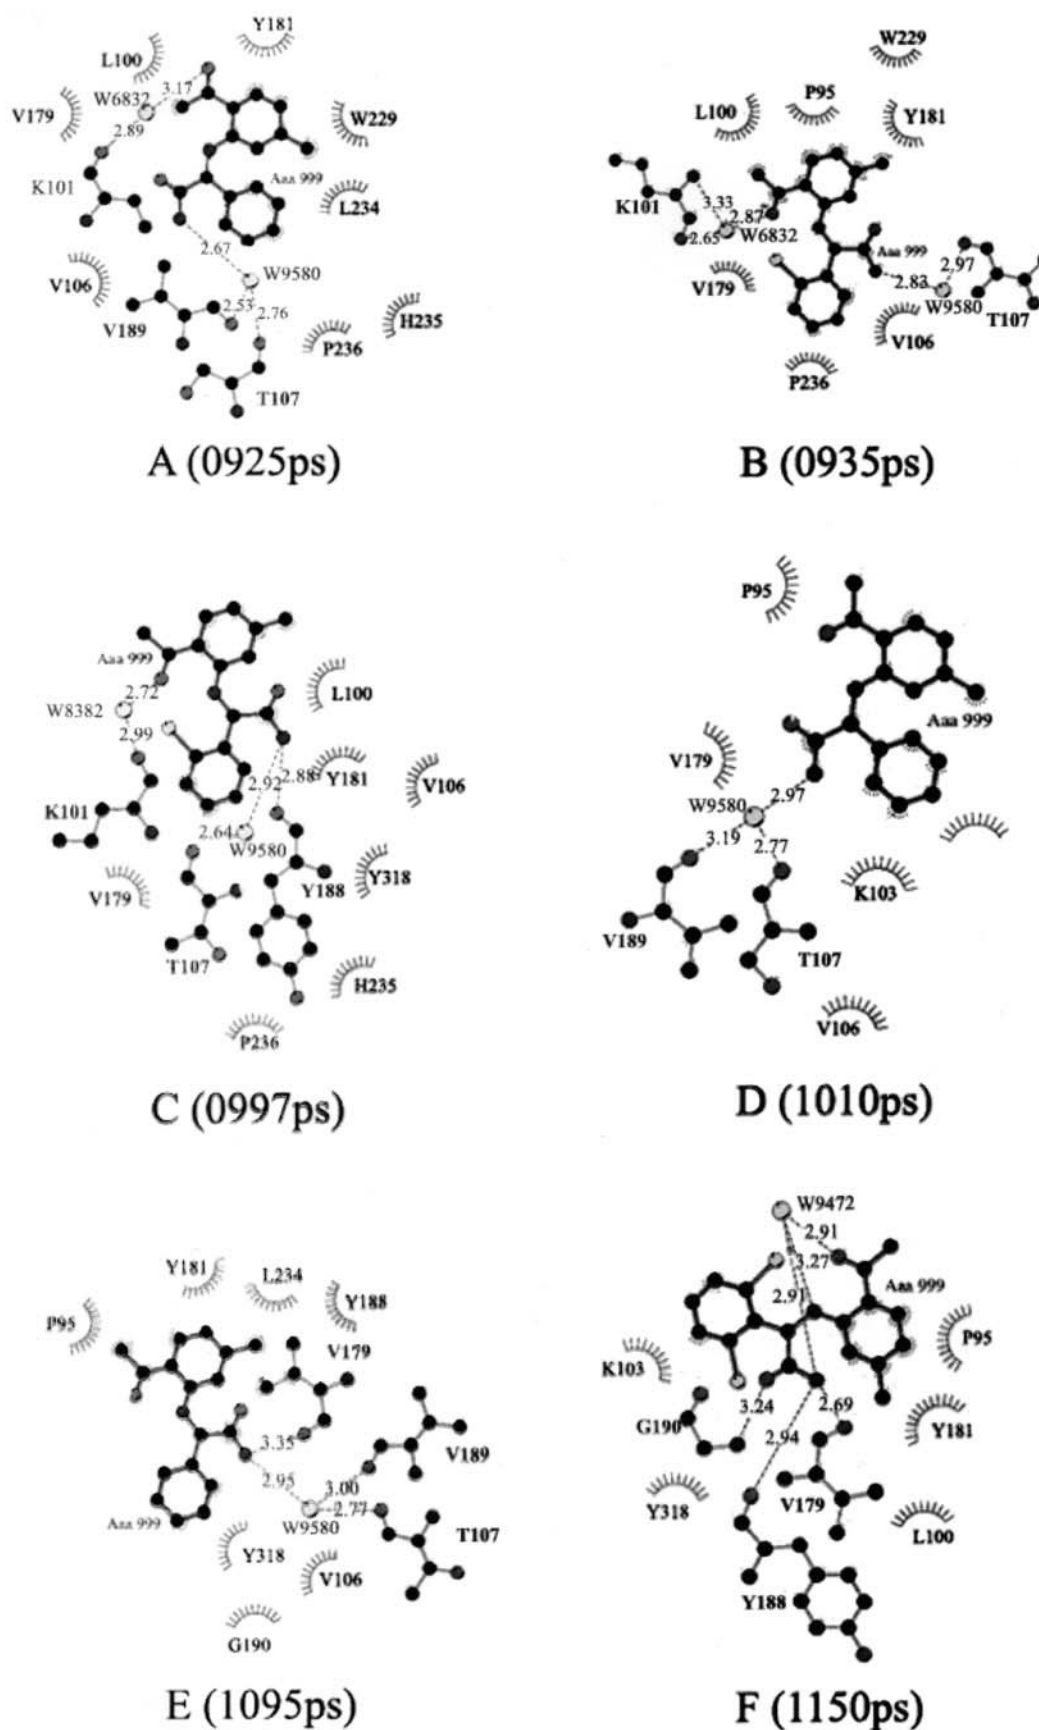 Y181
L100
W6832
3.17
V179
2.89
W229
K101
Aaa 999
L234
2.67
W9580
V106
V189
2.53
2.76
H235
P236
T107
A (0925ps)
W229
P95
L100
Y181
K101
3.33
2.87
2.65
W6832
Aaa 999
V179
2.83
2.97
W9580
V106
T107
P236
B (0935ps)
Aaa 999
2.72
L100
W8382
2.99
2.92
2.88
Y181
V106
K101
2.64
W9580
V179
Y188
Y318
T107
H235
P236
C (0997ps)
P95
Aaa 999
V179
W9580
2.97
3.19
2.77
K103
V189
T107
V106
D (1010ps)
Y181
L234
Y188
P95
V179
3.35
V189
2.95
3.00
2.77
Aaa 999
W9580
T107
Y318
V106
G190
E (1095ps)
W9472
2.91
3.27
Aaa 999
2.91
P95
K103
3.24
2.69
G190
2.94
Y181
Y318
V179
L100
Y188
F (1150ps)